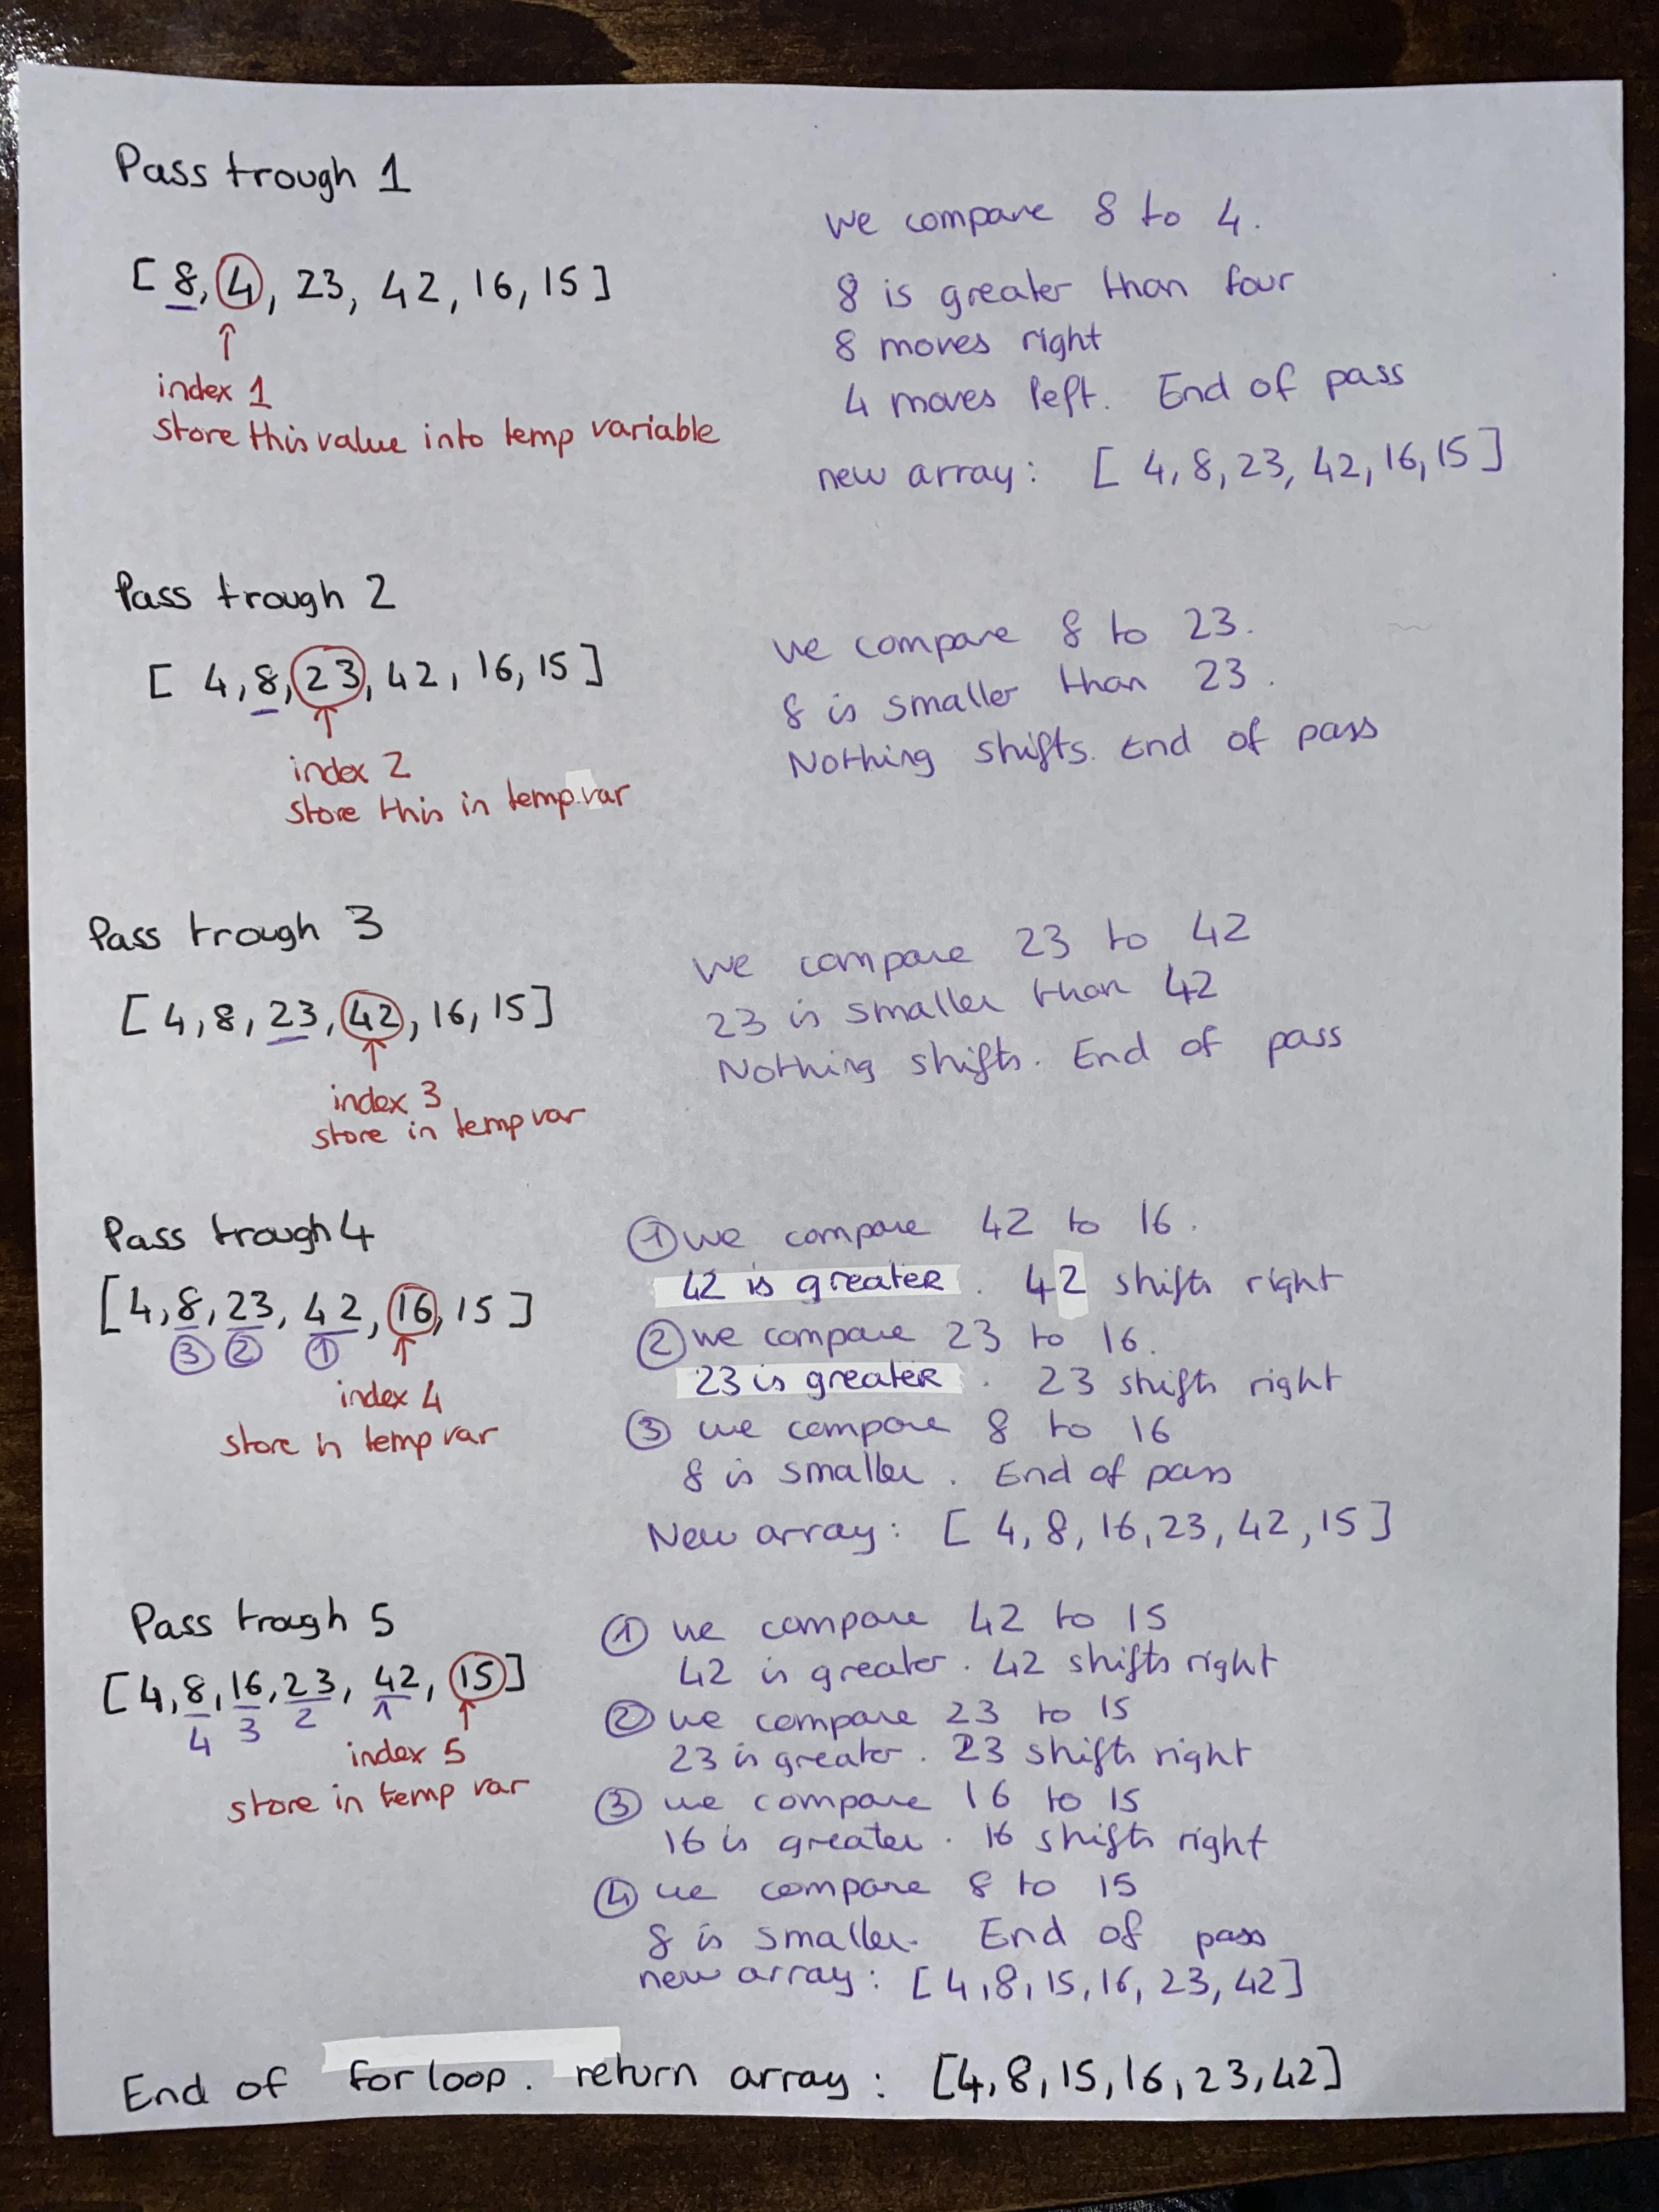 Pass trough 1
[ 8, 4, 23, 42, 16, 15 ]
index 1
store this value into temp variable
we compare 8 to 4.
8 is greater than four
8 moves right
4 moves left. End of pass
new array: [ 4, 8, 23, 42, 16, 15 ]
Pass trough 2
[ 4, 8, 23, 42, 16, 15 ]
index 2
store this in temp var
we compare 8 to 23.
8 is smaller than 23.
Nothing shifts. End of pass
Pass trough 3
[ 4, 8, 23, 42, 16, 15 ]
index 3
store in temp var
we compare 23 to 42
23 is smaller than 42
Nothing shifts. End of pass
Pass trough 4
[ 4, 8, 23, 42, 16, 15 ]
③ ② ①
index 4
store in temp var
① we compare 42 to 16.
42 is greater. 42 shifts right
② we compare 23 to 16.
23 is greater. 23 shifts right
③ we compare 8 to 16
8 is smaller. End of pass
New array: [ 4, 8, 16, 23, 42, 15 ]
Pass trough 5
[ 4, 8, 16, 23, 42, 15 ]
4 3 2 1
index 5
store in temp var
① we compare 42 to 15
42 is greater. 42 shifts right
② we compare 23 to 15
23 is greater. 23 shifts right
③ we compare 16 to 15
16 is greater. 16 shifts right
④ we compare 8 to 15
8 is smaller. End of pass
new array: [ 4, 8, 15, 16, 23, 42 ]
End of for loop. return array: [4, 8, 15, 16, 23, 42]